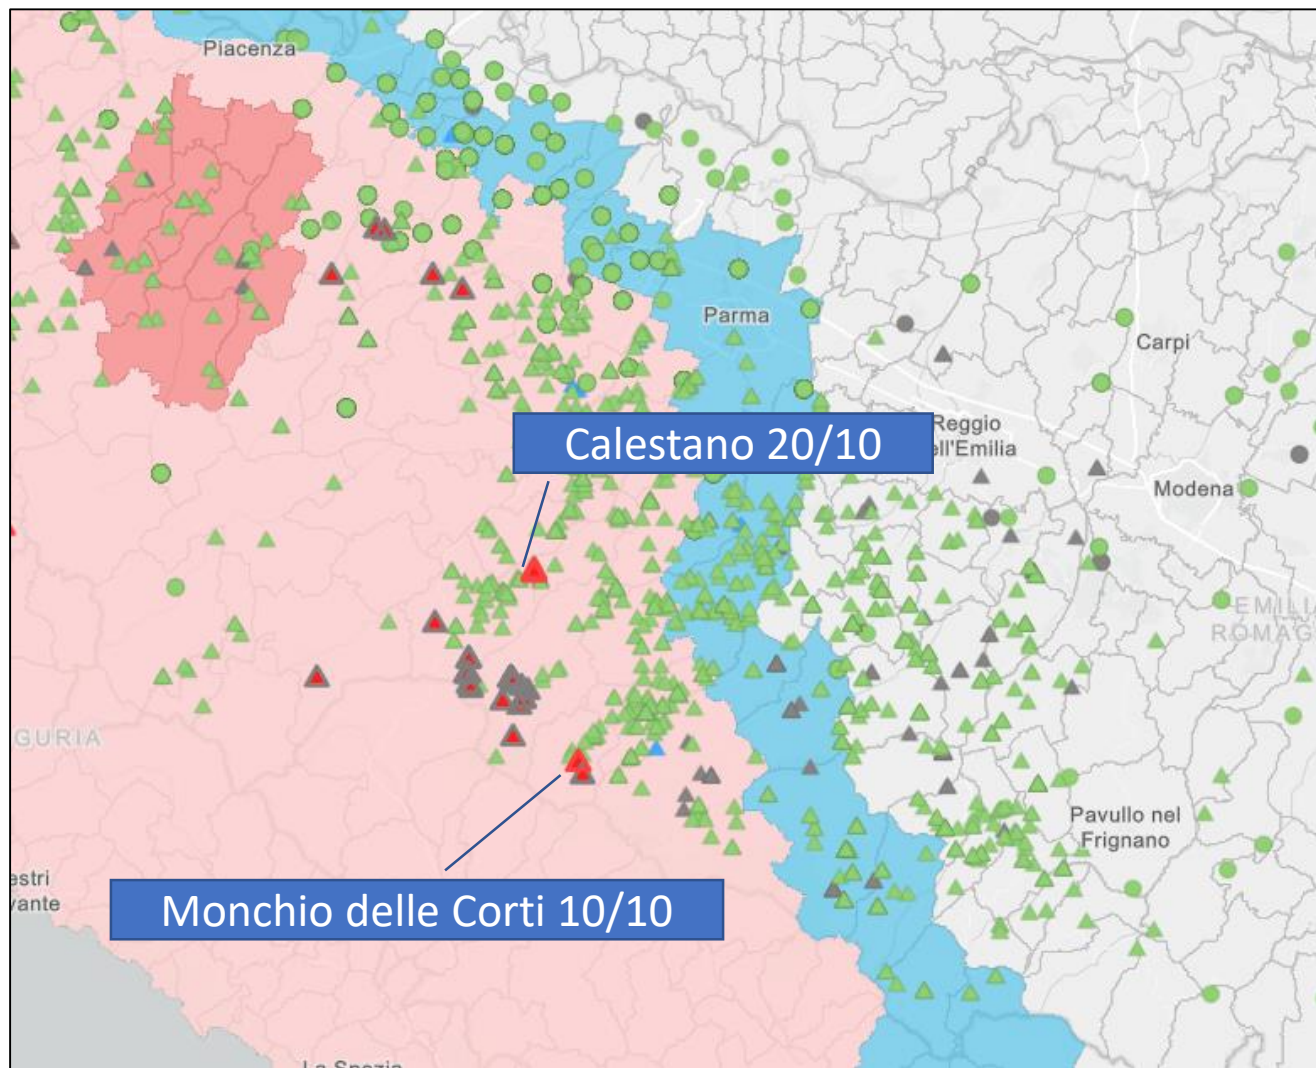 Piacenza
Po
Parma
Carpi
Calestano 20/10
Reggio
ell'Emilia
Modena
EMILI
ROMAG
GURIA
Pavullo nel
Frignano
estri
vante
Monchio delle Corti 10/10
La Spezia